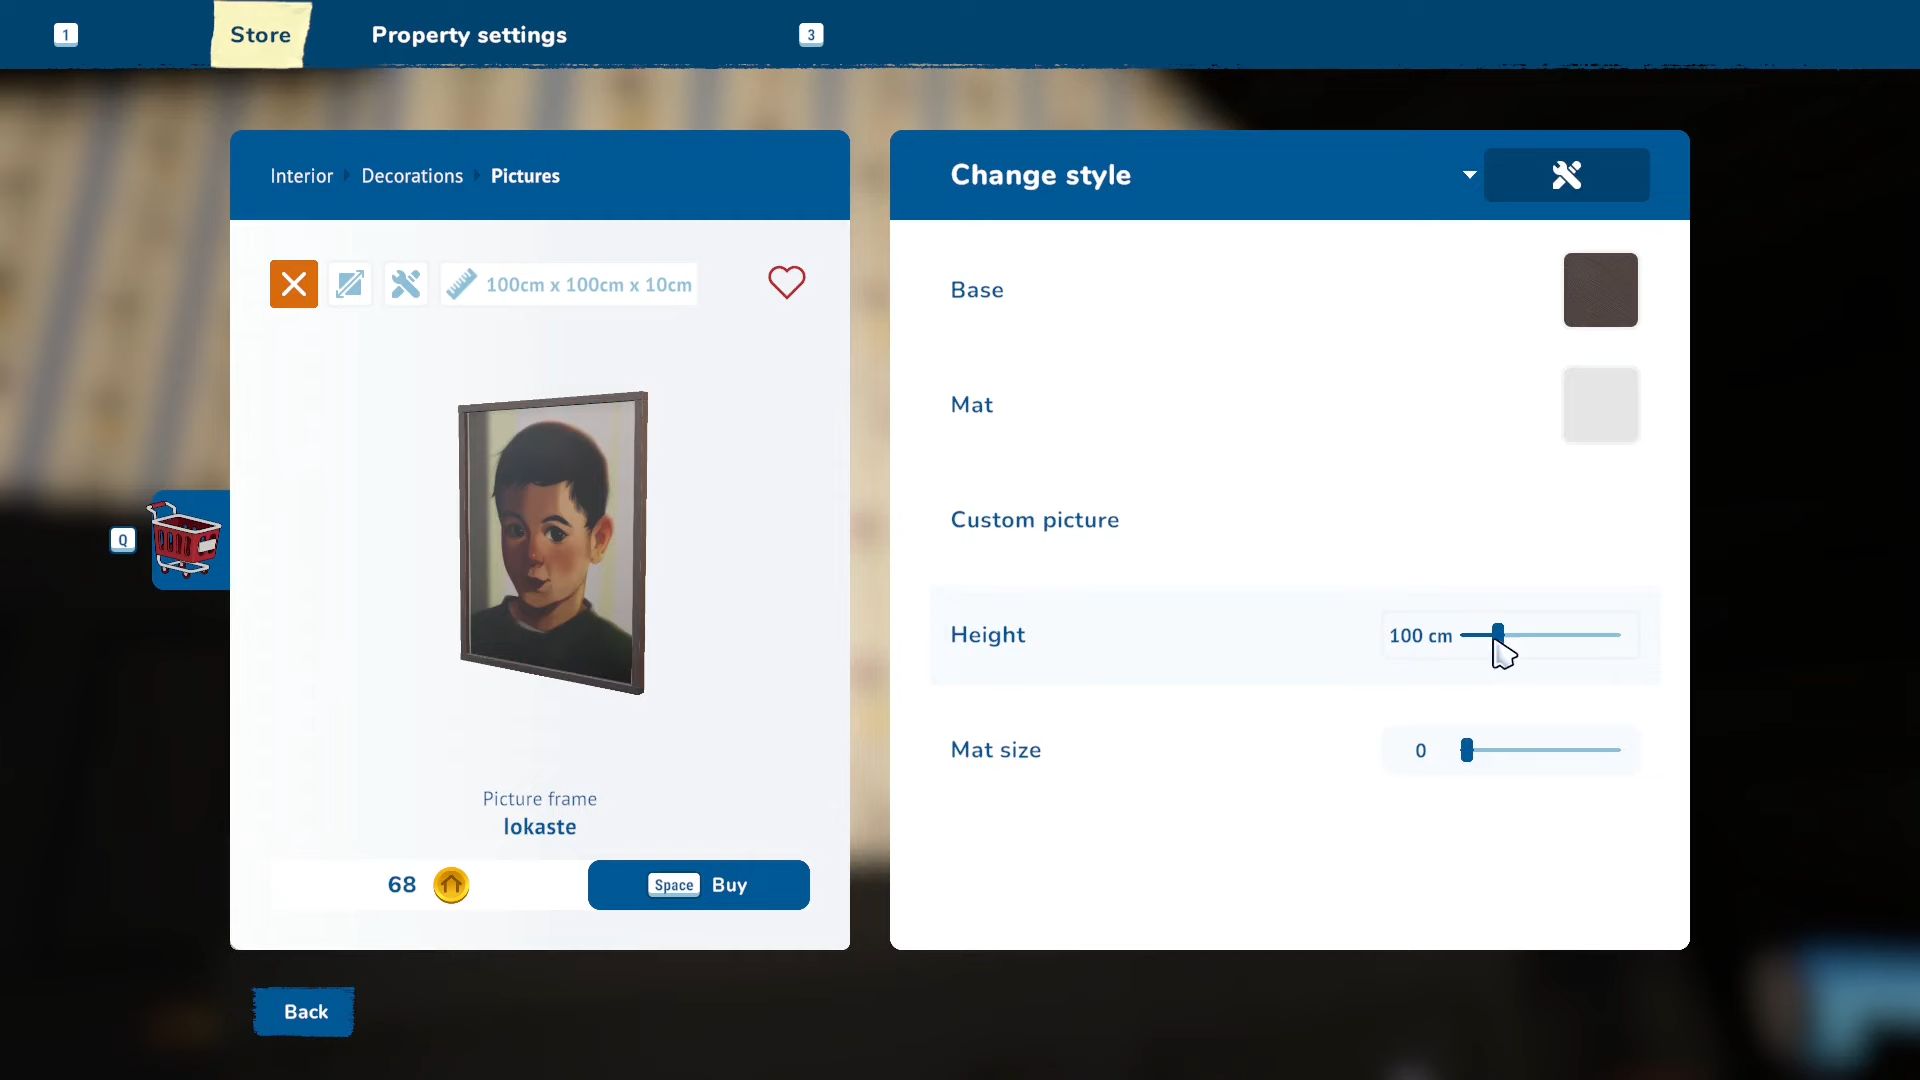 1
Store
Property settings
3
Interior Decorations Pictures
100cm x 100cm x 10cm
Change style
Base
Mat
Custom picture
Q
Height
100 cm
Mat size
0
Picture frame
Iokaste
68
Space Buy
Back